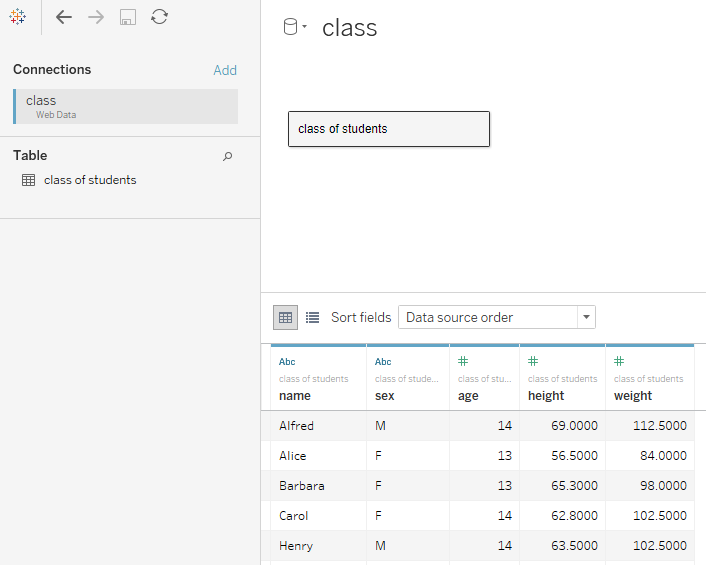 class
Connections
Add
class
Web Data
class of students
Table
class of students
Sort fields
Data source order
Abc Abc
class of students class of stude... class of stu... class of students class of students
name sex age height weight
Alfred M 14 69.0000 112.5000
Alice F 13 56.5000 84.0000
Barbara F 13 65.3000 98.0000
Carol F 14 62.8000 102.5000
Henry M 14 63.5000 102.5000